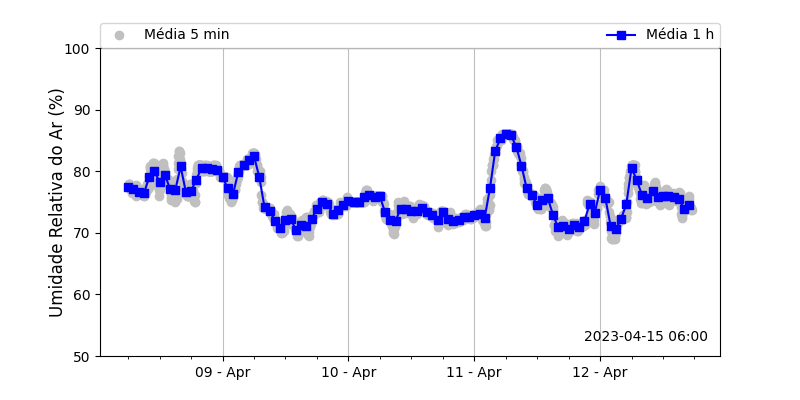 Média 5 min
Média 1 h
100
90
80
70
60
50
Umidade Relativa do Ar (%)
2023-04-15 06:00
09 - Apr
10 - Apr
11 - Apr
12 - Apr